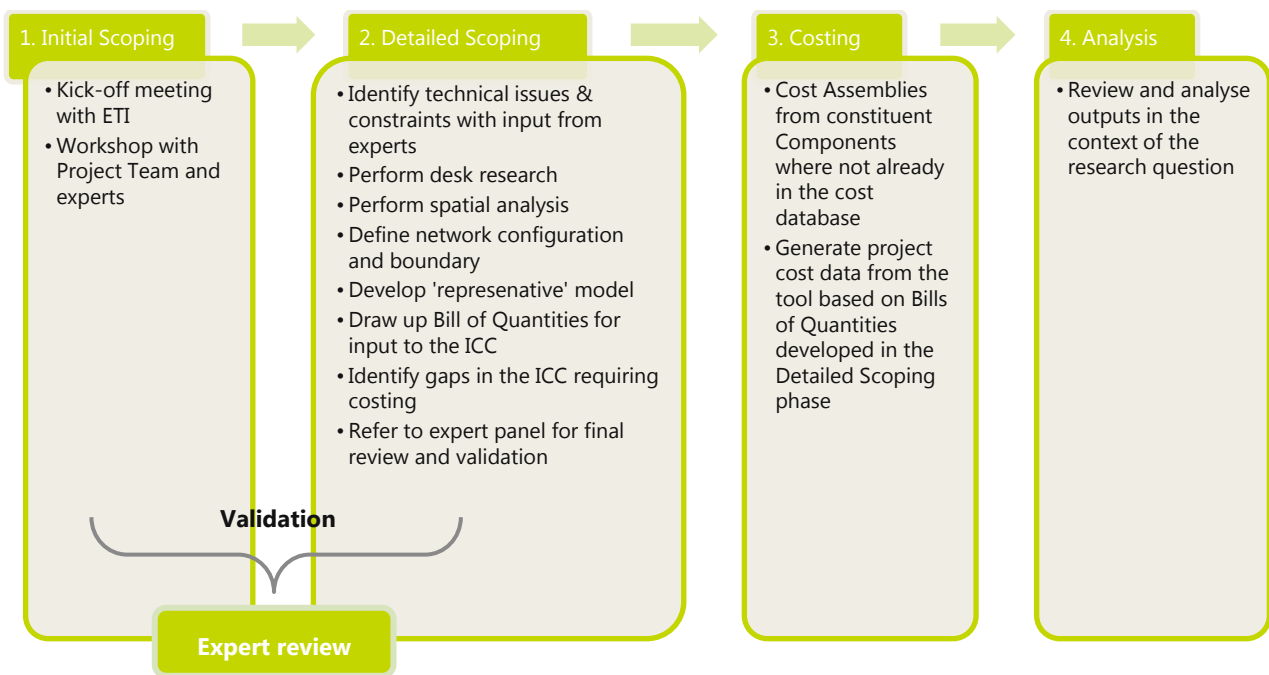 1. Initial Scoping
• Kick-off meeting
with ETI
• Workshop with
Project Team and
experts
2. Detailed Scoping
• Identify technical issues &
constraints with input from
experts
• Perform desk research
• Perform spatial analysis
• Define network configuration
and boundary
• Develop 'represenative' model
• Draw up Bill of Quantities for
input to the ICC
• Identify gaps in the ICC requiring
costing
• Refer to expert panel for final
review and validation
3. Costing
• Cost Assemblies
from constituent
Components
where not already
in the cost
database
• Generate project
cost data from the
tool based on Bills
of Quantities
developed in the
Detailed Scoping
phase
4. Analysis
• Review and analyse
outputs in the
context of the
research question
Validation
Expert review